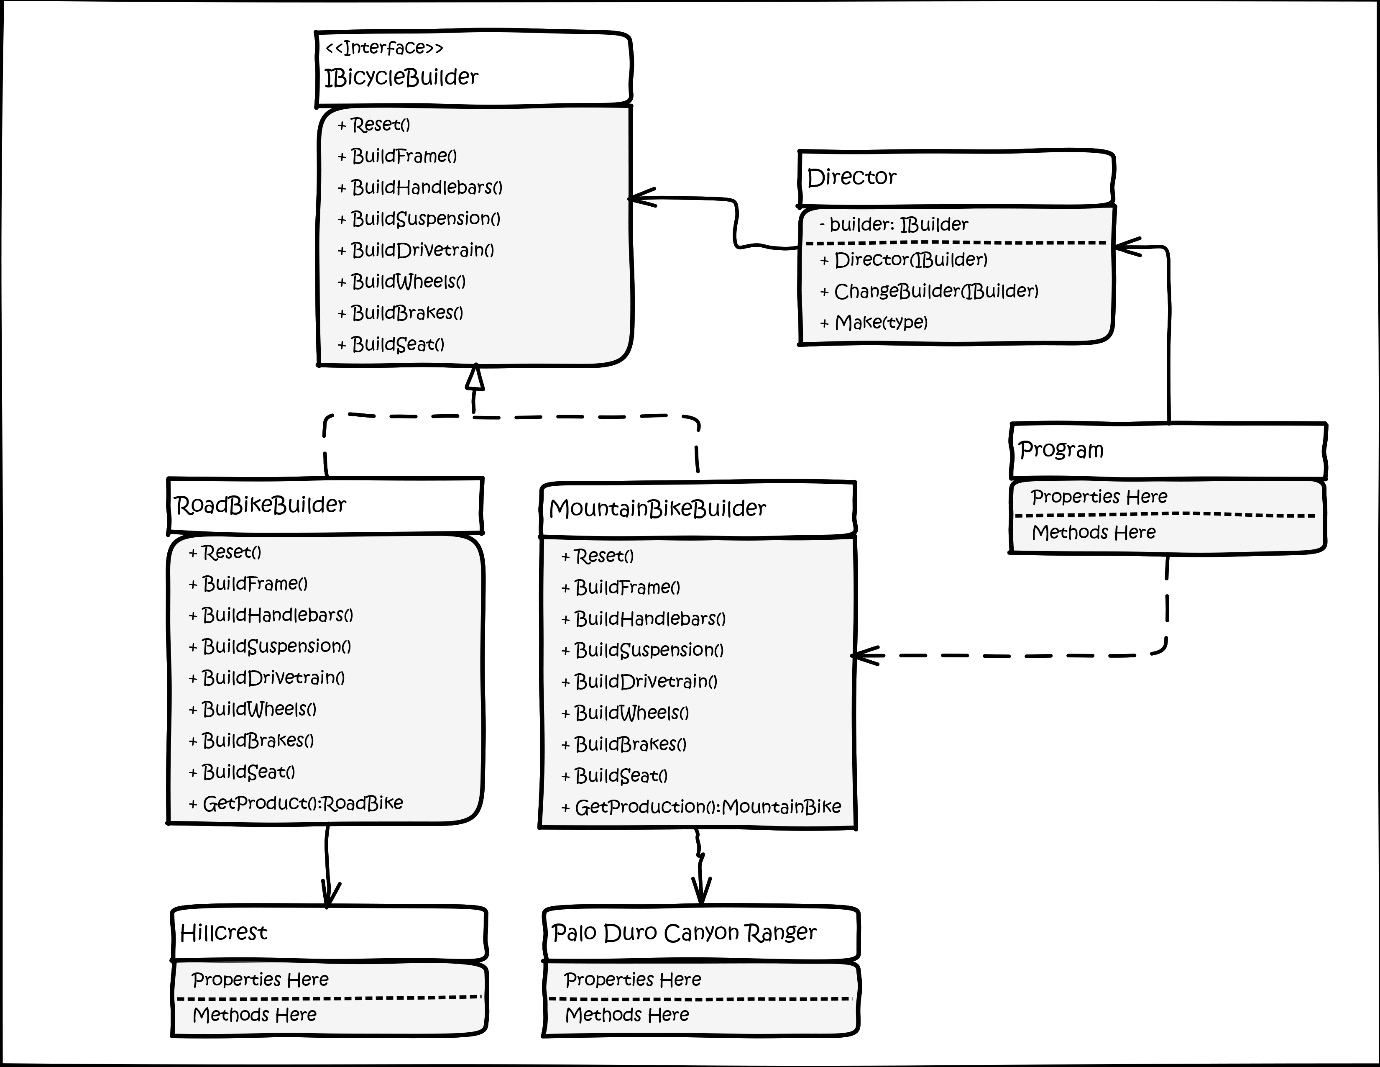 <<Interface>>
IBicycleBuilder
+ Reset()
+ BuildFrame()
+ BuildHandlebars()
+ BuildSuspension()
+ BuildDrivetrain()
+ BuildWheels()
+ BuildBrakes()
+ BuildSeat()
Director
- builder: IBuilder
+ Director(IBuilder)
+ ChangeBuilder(IBuilder)
+ Make(type)
Program
Properties Here
Methods Here
RoadBikeBuilder
+ Reset()
+ BuildFrame()
+ BuildHandlebars()
+ BuildSuspension()
+ BuildDrivetrain()
+ BuildWheels()
+ BuildBrakes()
+ BuildSeat()
+ GetProduct():RoadBike
MountainBikeBuilder
+ Reset()
+ BuildFrame()
+ BuildHandlebars()
+ BuildSuspension()
+ BuildDrivetrain()
+ BuildWheels()
+ BuildBrakes()
+ BuildSeat()
+ GetProduction():MountainBike
Hillcrest
Properties Here
Methods Here
Palo Duro Canyon Ranger
Properties Here
Methods Here